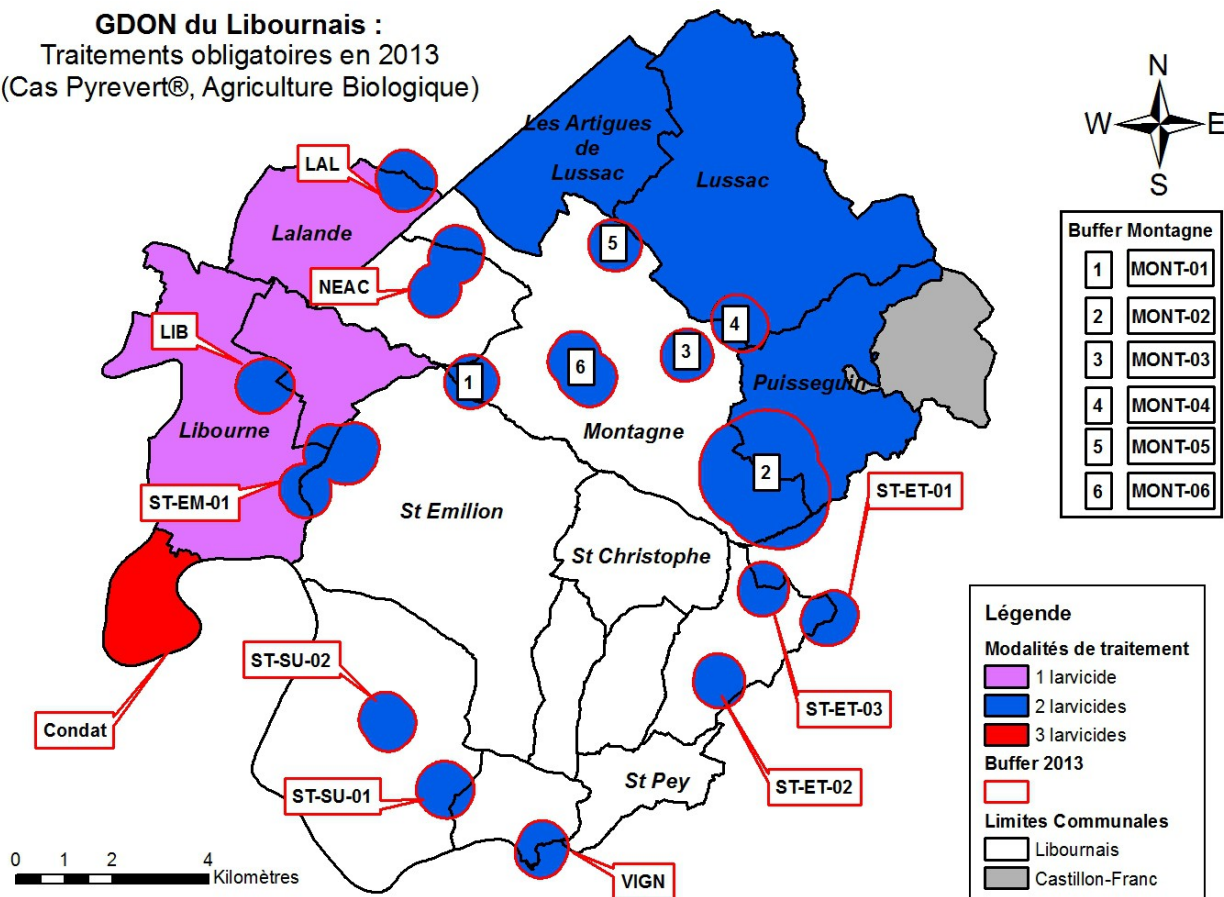 GDON du Libournais :
Traitements obligatoires en 2013
(Cas Pyrevert®, Agriculture Biologique)
N
W E
S
Les Artigues
de
Lussac
Lussac
LAL
Lalande
NEAC
LIB
Libourne
ST-EM-01
5
4
3
6
1
Puisseguin
Montagne
2
St Emilion
ST-ET-01
St Christophe
ST-SU-02
ST-ET-03
Condat
ST-SU-01
St Pey
ST-ET-02
VIGN
0 1 2 4
Kilomètres
Buffer Montagne
1 MONT-01
2 MONT-02
3 MONT-03
4 MONT-04
5 MONT-05
6 MONT-06
Légende
Modalités de traitement
1 larvicide
2 larvicides
3 larvicides
Buffer 2013
Limites Communales
Libournais
Castillon-Franc